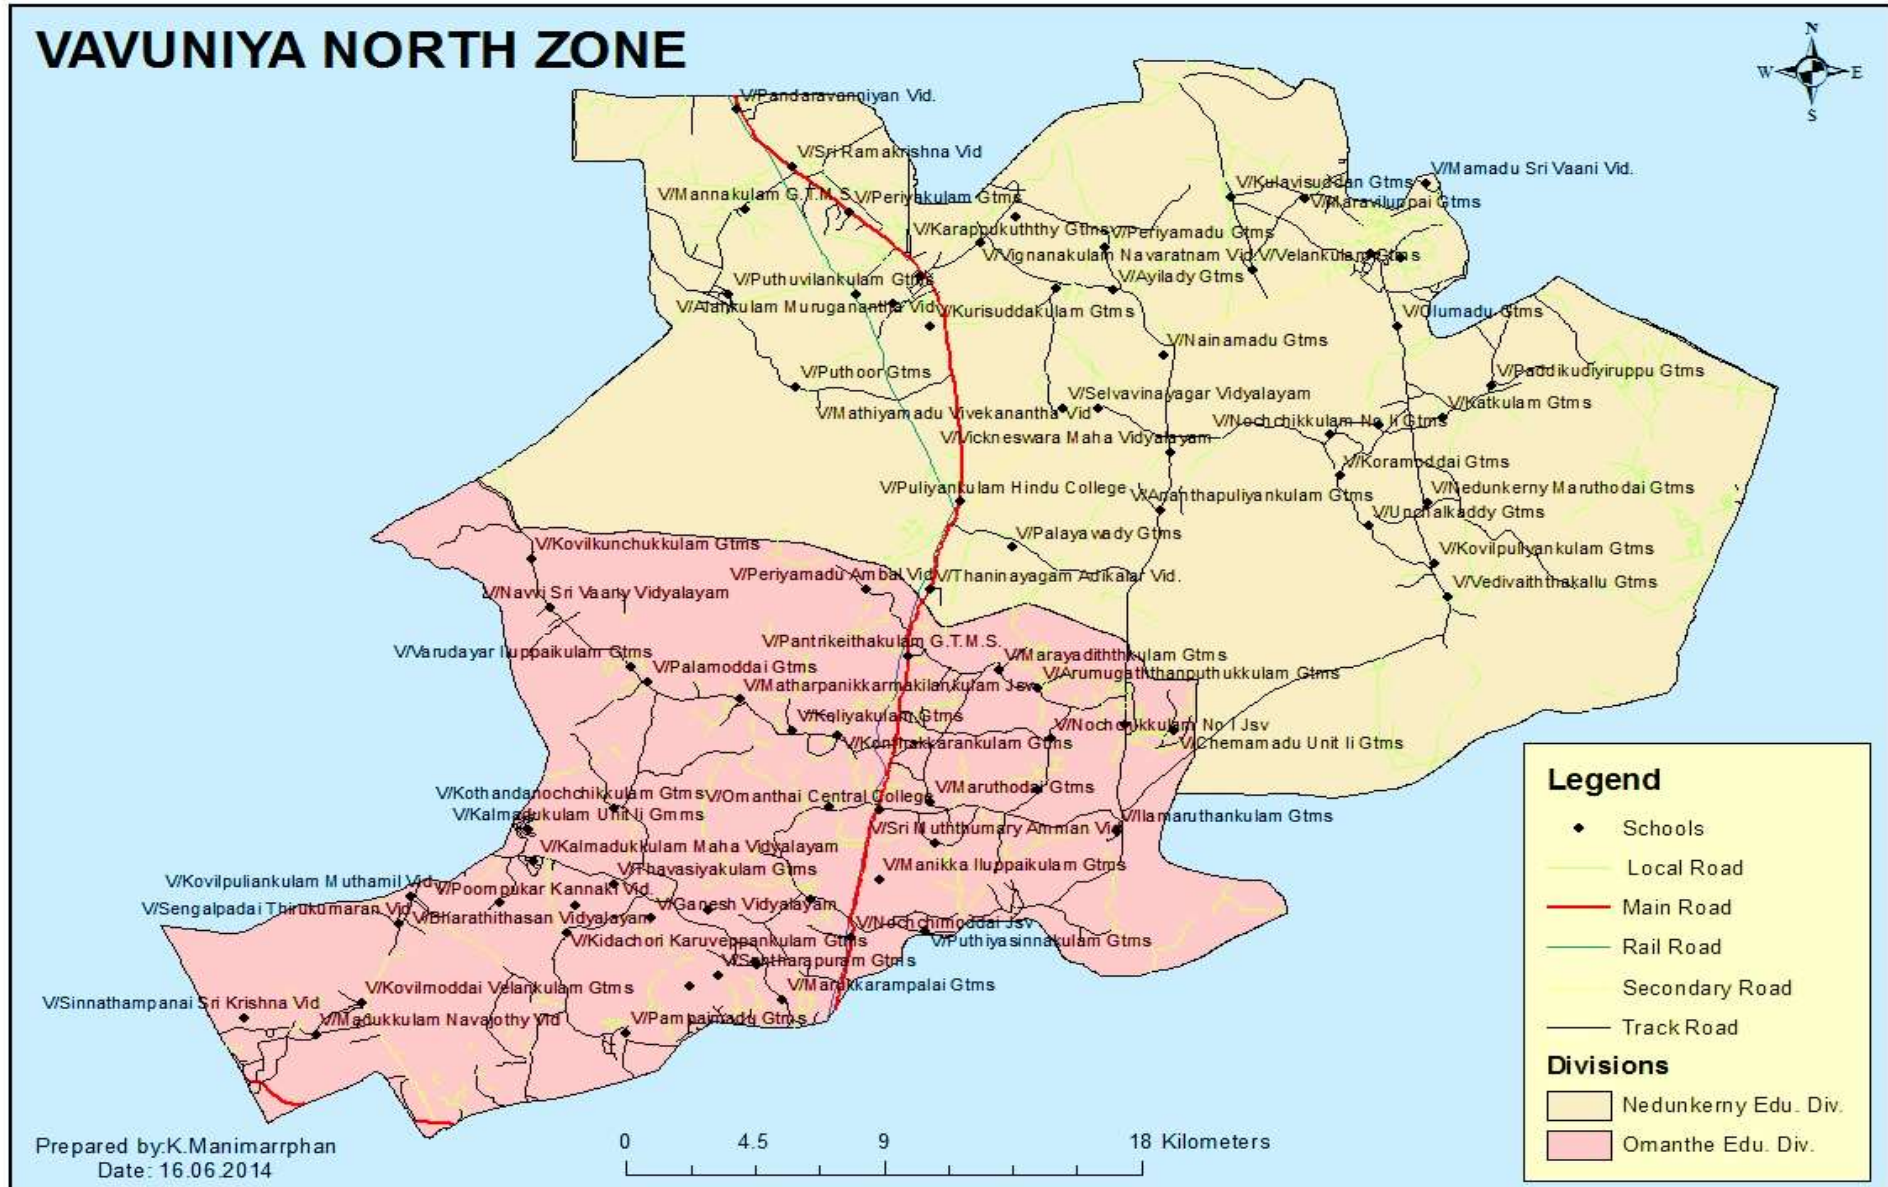 VAVUNIYA NORTH ZONE
N
W
E
S
V/Pandaravanniyan Vid.
V/Sri Ramakrishna Vid
V/Mamadu Sri Vaani Vid.
V/Kulavisuddan Gtms
V/Mannakulam G.T.M.S
V/Periyakulam Gtms
V/Maraviluppai Gtms
V/Karappukuththy Gtms
V/Periyamadu Gtms
V/Vignanakulam Navaratnam Vid.
V/Velankulam Gtms
V/Puthuvilankulam Gtms
V/Ayilady Gtms
V/Alankulam Muruganantha Vid
V/Kurisuddakulam Gtms
V/Olumadu Gtms
V/Nainamadu Gtms
V/Puthoor Gtms
V/Paddikudiyiruppu Gtms
V/Selvavinayagar Vidyalayam
V/Katkulam Gtms
V/Mathiyamadu Vivekanantha Vid
V/Nochchikkulam No Ii Gtms
V/Vickneswara Maha Vidyalayam
V/Koramoddai Gtms
V/Puliyankulam Hindu College
V/Ananthapuliyankulam Gtms
V/Nedunkerny Maruthodai Gtms
V/Unchalkaddy Gtms
V/Palayawady Gtms
V/Kovilkunchukkulam Gtms
V/Kovilpuliyankulam Gtms
V/Periyamadu Ambal Vid
V/Thaninayagam Adikalar Vid.
V/Vedivaiththakallu Gtms
V/Navvi Sri Vaany Vidyalayam
V/Pantrikeithakulam G.T.M.S.
V/Varudayar Iluppaikulam Gtms
V/Marayadiththkulam Gtms
V/Palamoddai Gtms
V/Arumugaththanputhukkulam Gtms
V/Matharpanikkarmakilankulam Jsv
V/Keliyakulam Gtms
V/Nochchikkulam No I Jsv
V/Konthakkarankulam Gtms
V/Chemamadu Unit Ii Gtms
V/Maruthodai Gtms
V/Kothandanochchikkulam Gtms
V/Omanthai Central College
V/Kalmadukulam Unit Ii Gmms
V/Ilamaruthankulam Gtms
V/Sri Muththumary Amman Vid
V/Kalmadukkulam Maha Vidyalayam
V/Manikka Iluppaikulam Gtms
V/Thavasiyakulam Gtms
V/Kovilpuliankulam Muthamil Vid
V/Poompukar Kannaki Vid.
V/Sengalpadai Thirukumaran Vid
V/Ganesh Vidyalayam
V/Bharathithasan Vidyalayam
V/Nochchimoddai Jsv
V/Kidachori Karuveppankulam Gtms
V/Puthiyasinnakulam Gtms
V/Santharapuram Gtms
V/Kovilmoddai Velankulam Gtms
V/Marakkarampalai Gtms
V/Sinnathampanai Sri Krishna Vid
V/Madukkulam Navajothy Vid
V/Pampaimadu Gtms
Legend
Schools
Local Road
Main Road
Rail Road
Secondary Road
Track Road
Divisions
Nedunkerny Edu. Div.
Omanthe Edu. Div.
Prepared by:K.Manimarrphan
Date: 16.06.2014
0 4.5 9 18 Kilometers